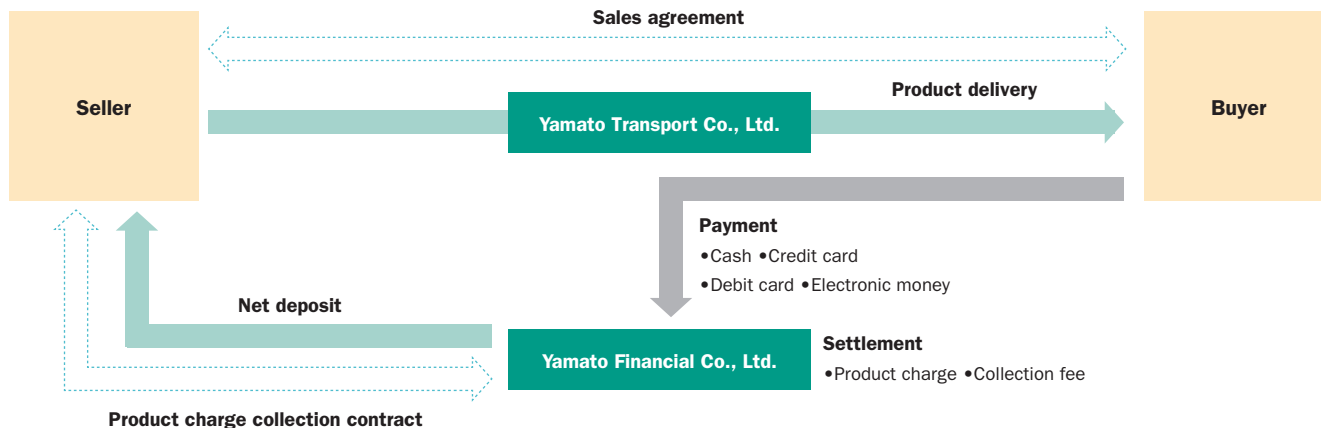 Sales agreement
Seller
Product delivery
Buyer
Yamato Transport Co., Ltd.
Payment
•Cash •Credit card
•Debit card •Electronic money
Net deposit
Yamato Financial Co., Ltd.
Settlement
•Product charge •Collection fee
Product charge collection contract